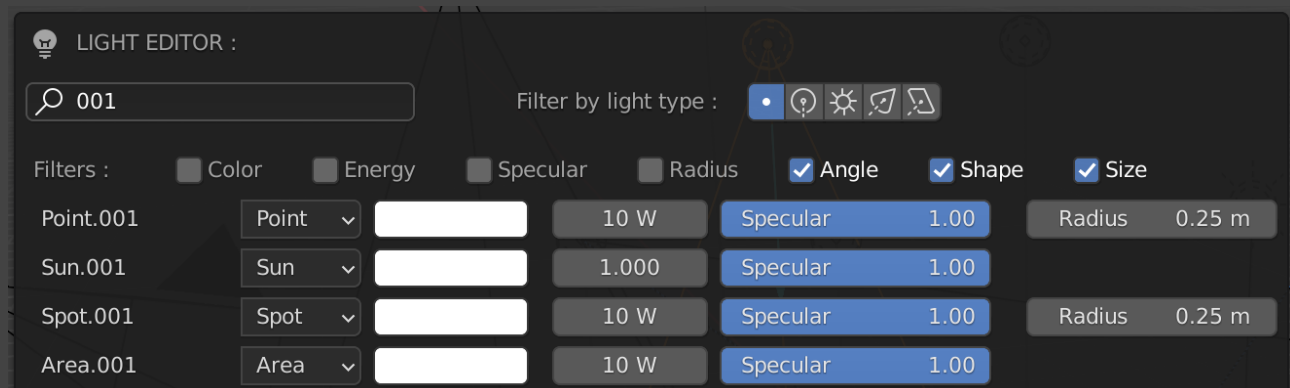 LIGHT EDITOR :
001 Filter by light type :
Filters : Color Energy Specular Radius Angle Shape Size
Point.001 Point 10 W Specular 1.00 Radius 0.25 m
Sun.001 Sun 1.000 Specular 1.00
Spot.001 Spot 10 W Specular 1.00 Radius 0.25 m
Area.001 Area 10 W Specular 1.00